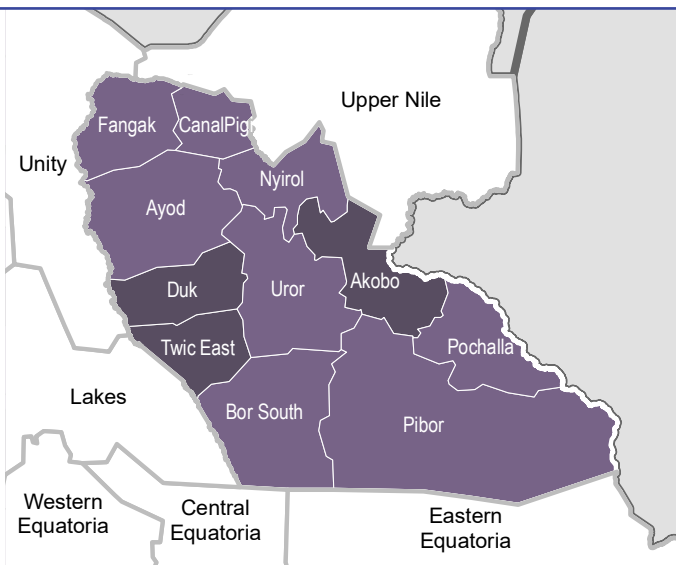 Upper Nile
Fangak
CanalPigi
Unity
Nyirol
Ayod
Akobo
Duk
Uror
Twic East
Pochalla
Lakes
Bor South
Pibor
Western
Equatoria
Central
Equatoria
Eastern
Equatoria